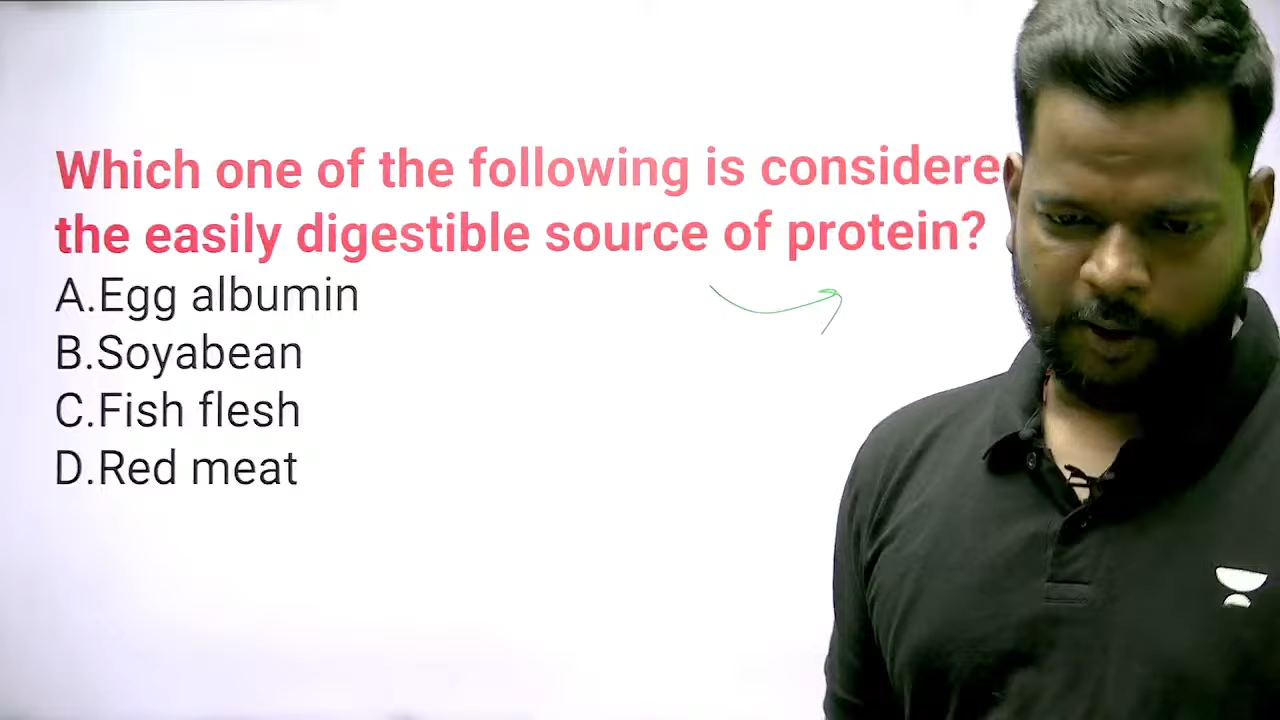 Which one of the following is considere
the easily digestible source of protein?
A.Egg albumin
B.Soyabean
C.Fish flesh
D.Red meat